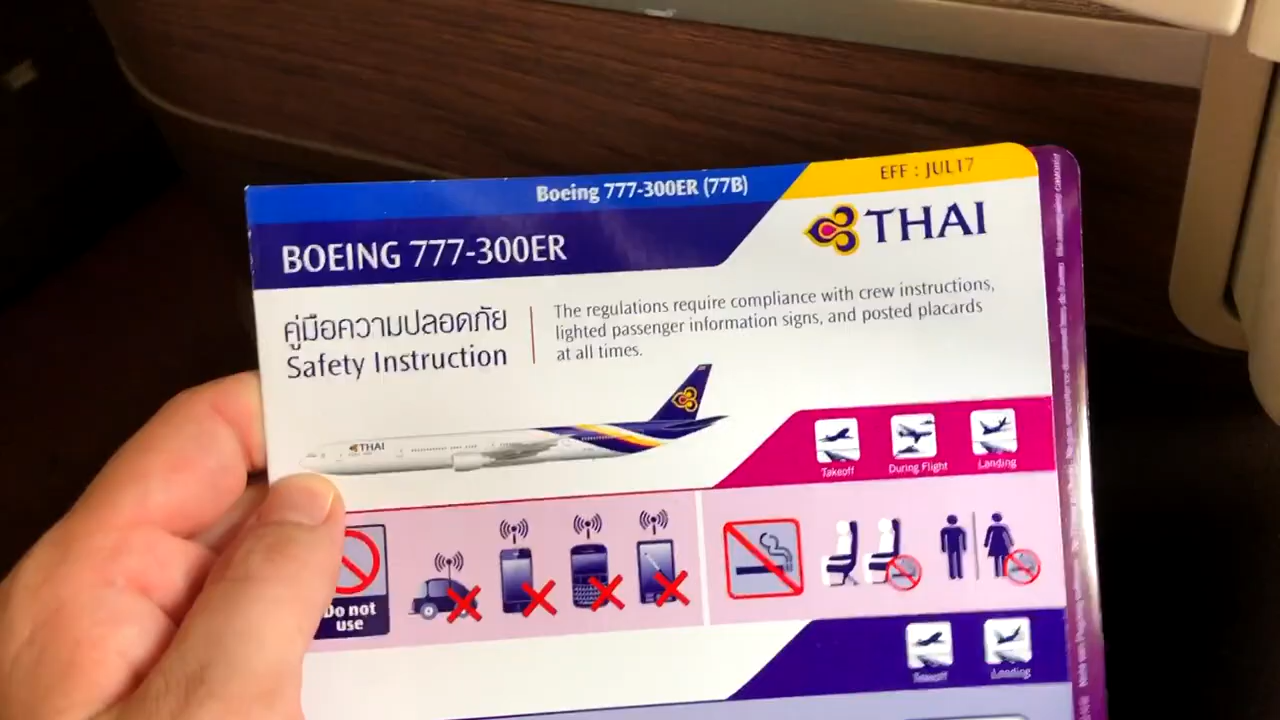 Boeing 777-300ER (77B)
EFF : JUL17
BOEING 777-300ER
THAI
คู่มือความปลอดภัย
Safety Instruction
The regulations require compliance with crew instructions,
lighted passenger information signs, and posted placards
at all times.
THAI
Takeoff
During Flight
Landing
Do not
use
Takeoff
Landing